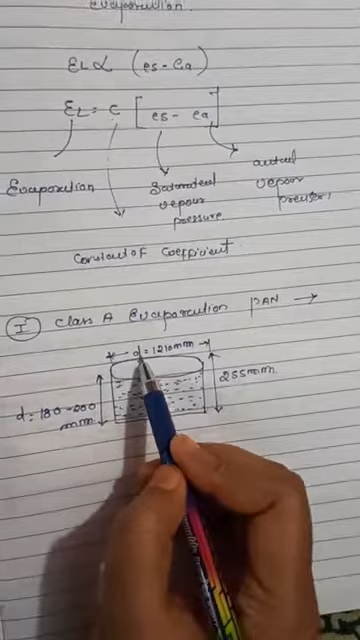 Evaporation.
EL ∝ (es - ea)
EL = C [es - ea]
Evaporation
Saturated vapour pressure
actual vapour
Constant of Coefficient
I Class A Evaporation PAN →
d = 1210mm
255mm
d = 180-200 mm